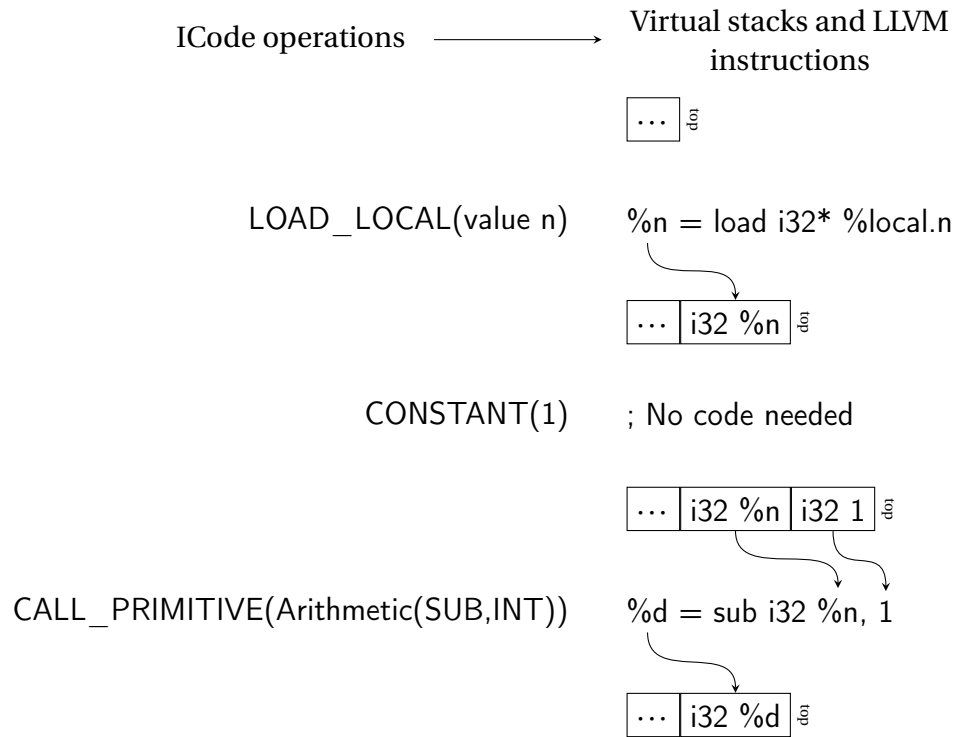 ICode operations
Virtual stacks and LLVM
instructions
... top
LOAD_LOCAL(value n) %n = load i32* %local.n
... i32 %n top
CONSTANT(1) ; No code needed
... i32 %n i32 1 top
CALL_PRIMITIVE(Arithmetic(SUB,INT)) %d = sub i32 %n, 1
... i32 %d top